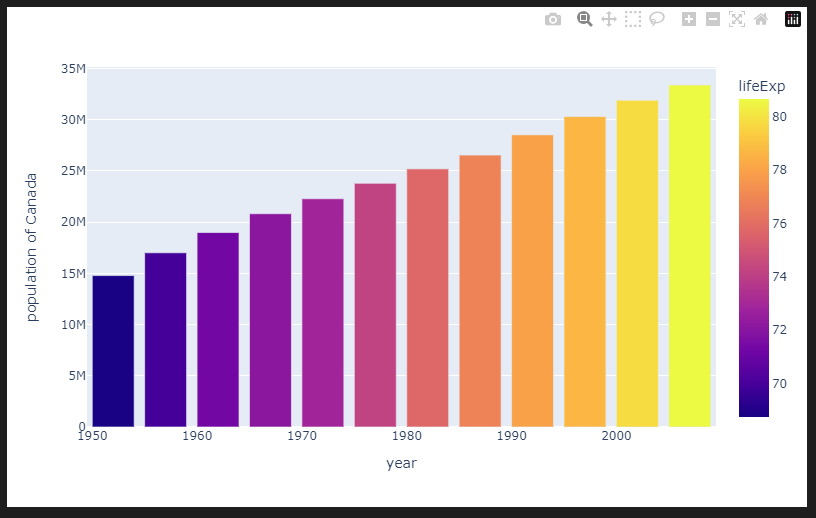 lifeExp
35M
30M
25M
20M
15M
10M
5M
0
population of Canada
1950 1960 1970 1980 1990 2000
year
80
78
76
74
72
70